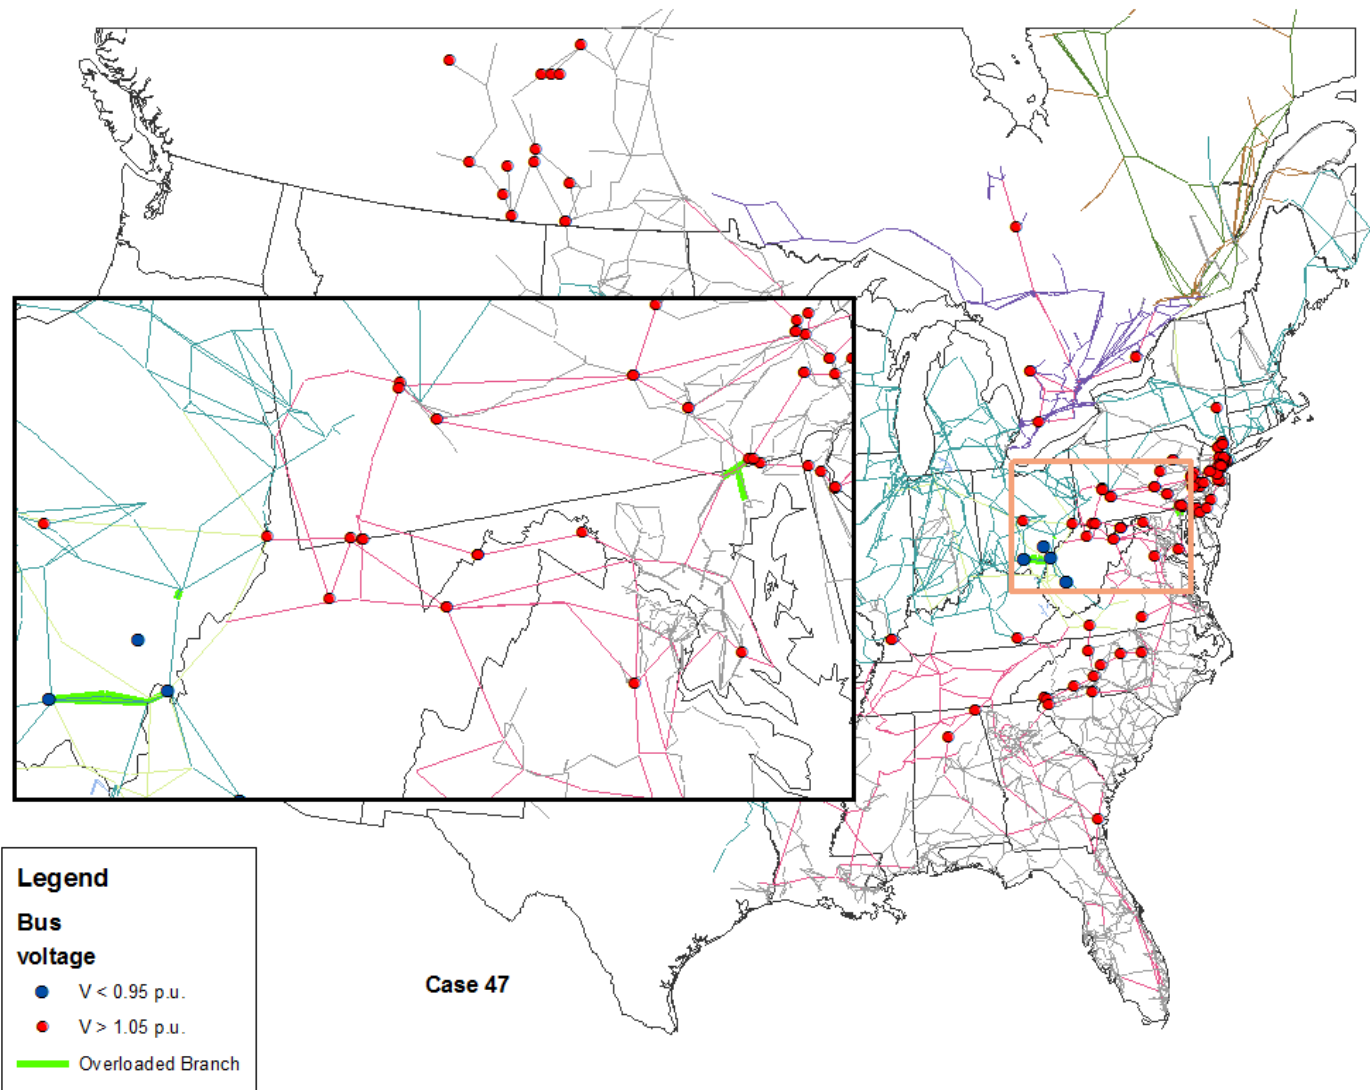 Case 47
Legend
Bus
voltage
V < 0.95 p.u.
V > 1.05 p.u.
Overloaded Branch